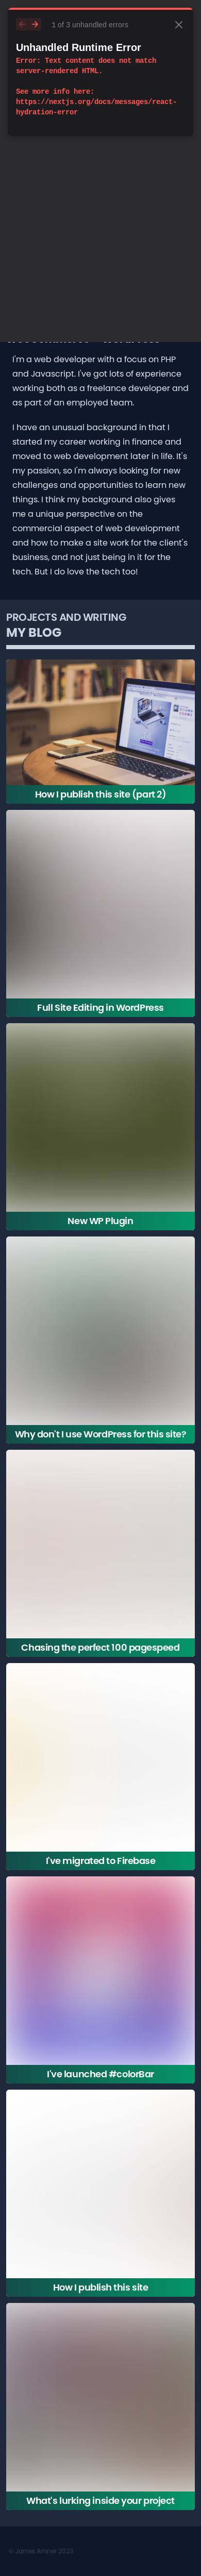 1 of 3 unhandled errors
Unhandled Runtime Error
Error: Text content does not match
server-rendered HTML.
See more info here:
https://nextjs.org/docs/messages/react-
hydration-error
I'm a web developer with a focus on PHP
and Javascript. I've got lots of experience
working both as a freelance developer and
as part of an employed team.
I have an unusual background in that I
started my career working in finance and
moved to web development later in life. It's
my passion, so I'm always looking for new
challenges and opportunities to learn new
things. I think my background also gives
me a unique perspective on the
commercial aspect of web development
and how to make a site work for the client's
business, and not just being in it for the
tech. But I do love the tech too!
PROJECTS AND WRITING
MY BLOG
How I publish this site (part 2)
Full Site Editing in WordPress
New WP Plugin
Why don't I use WordPress for this site?
Chasing the perfect 100 pagespeed
I've migrated to Firebase
I've launched #colorBar
How I publish this site
What's lurking inside your project